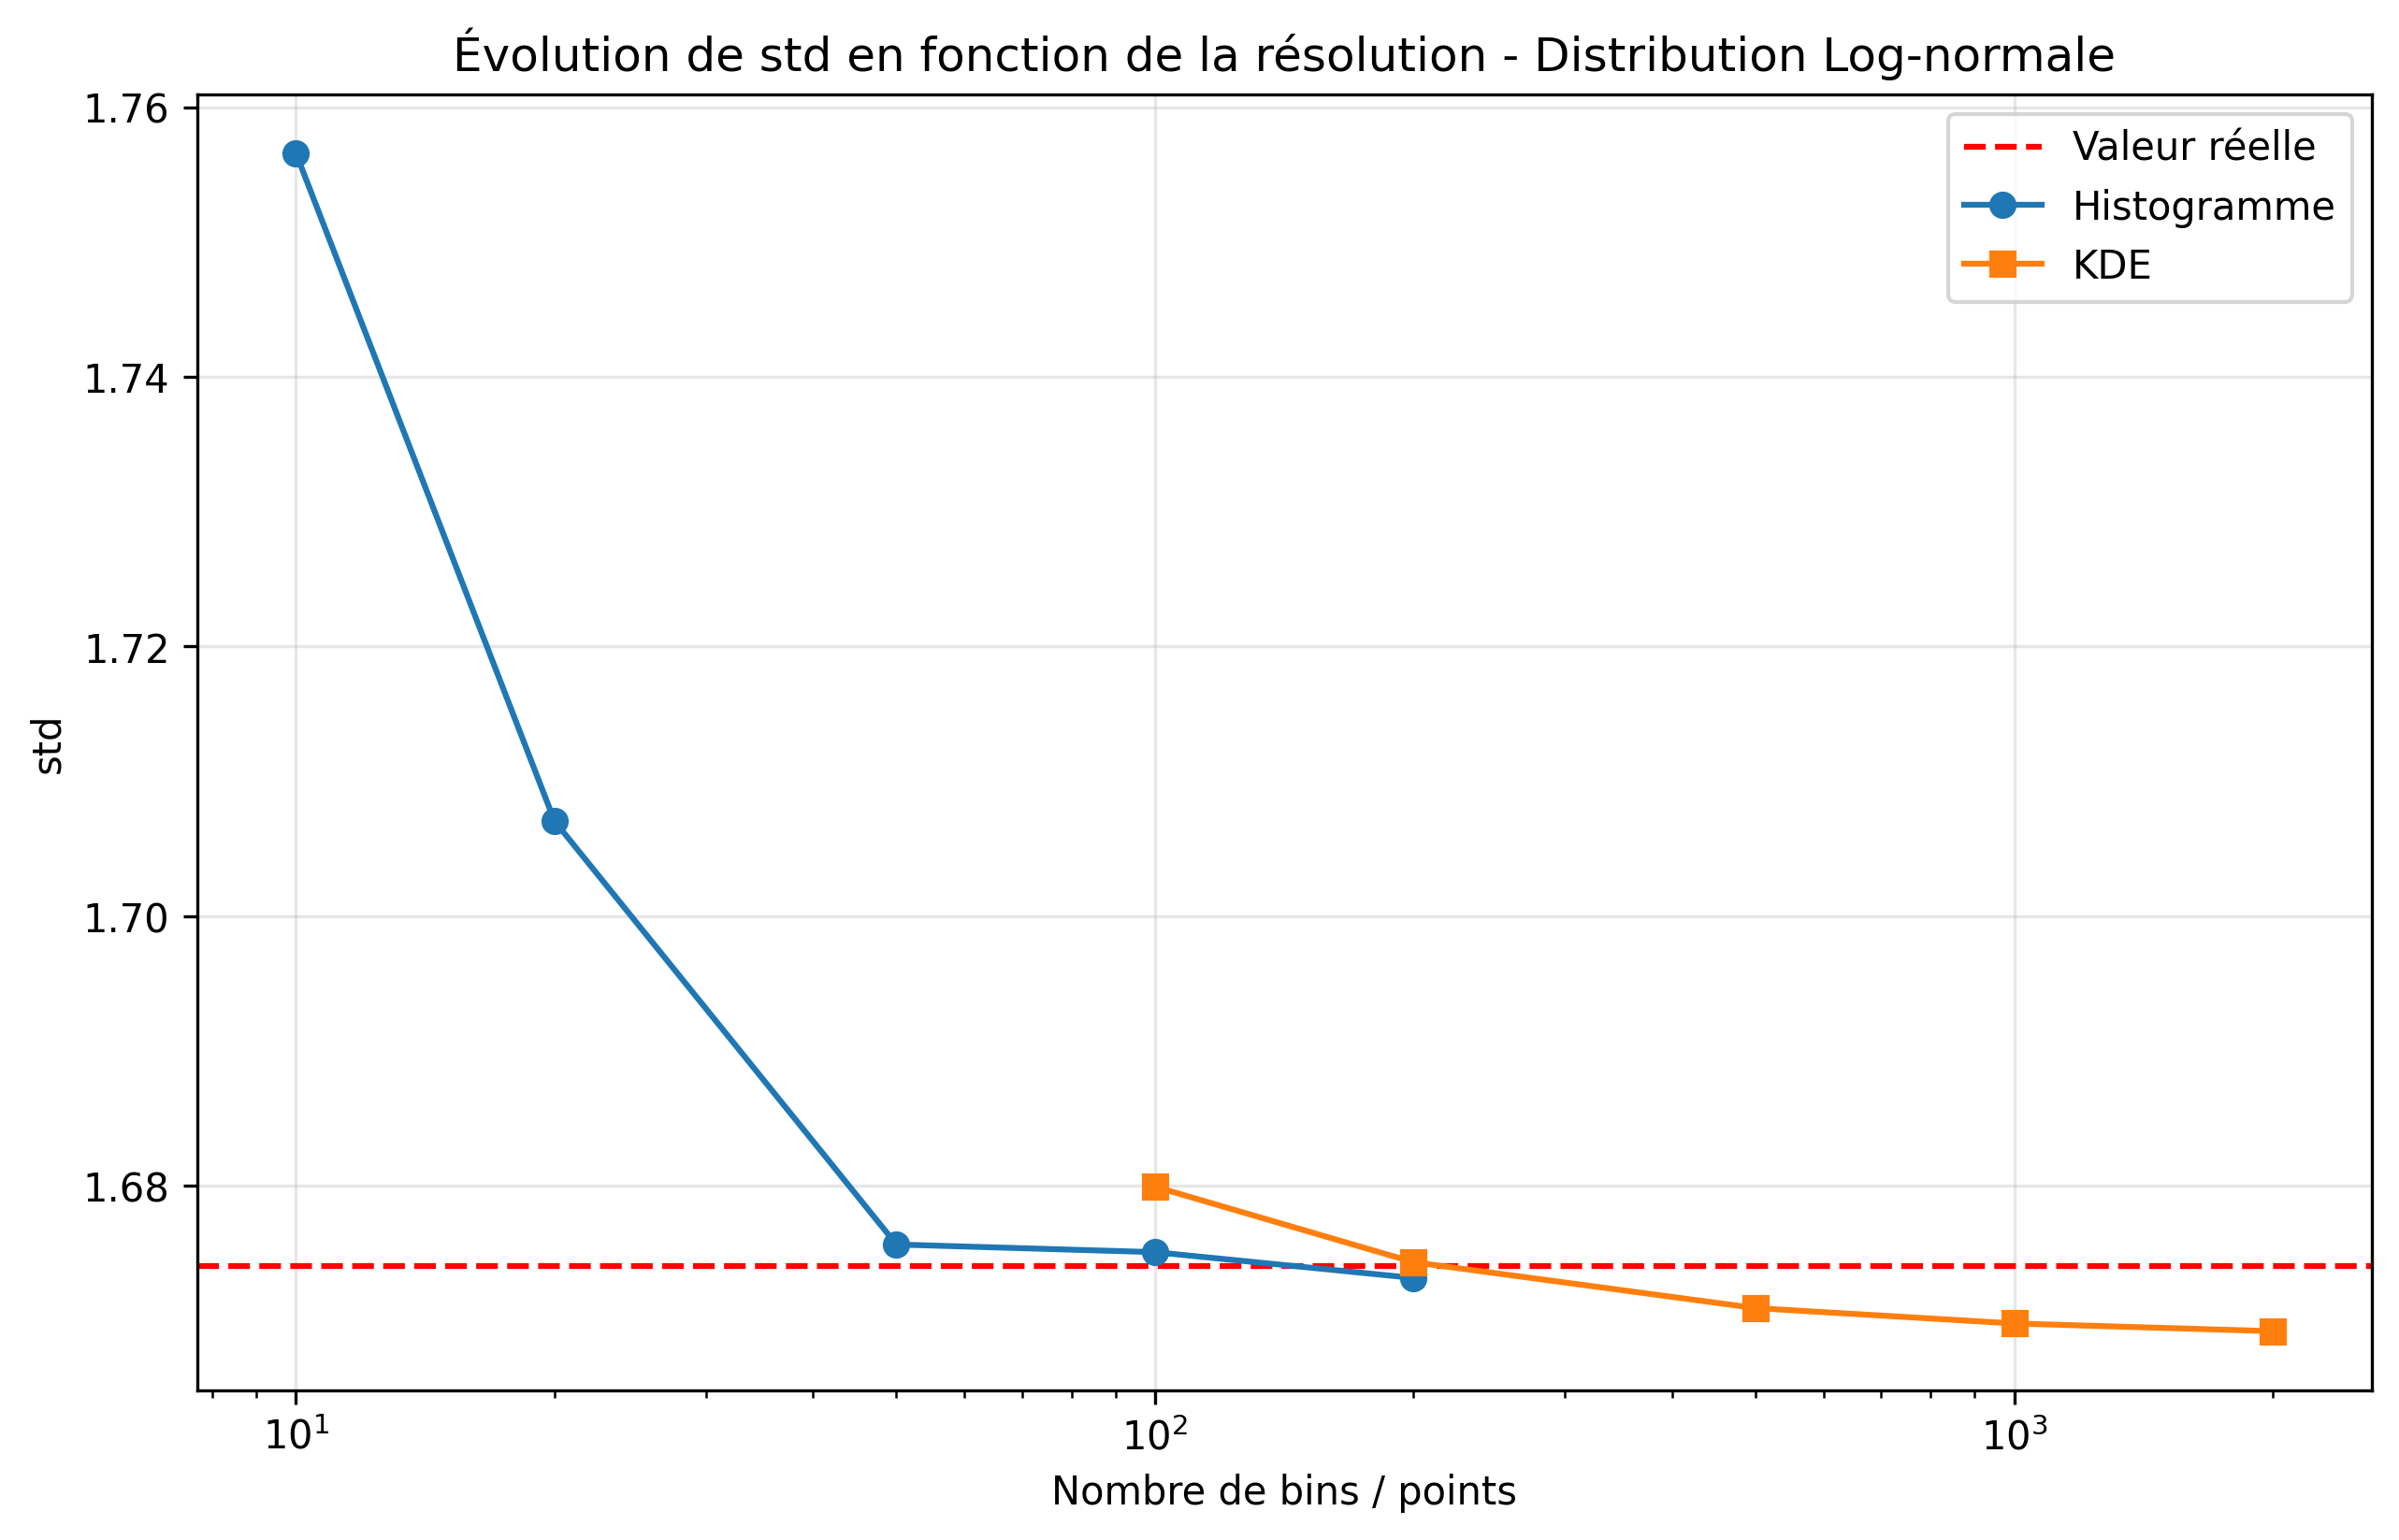 Évolution de std en fonction de la résolution - Distribution Log-normale
1.76
1.74
1.72
1.70
1.68
std
Valeur réelle
Histogramme
KDE
10¹
10²
10³
Nombre de bins / points